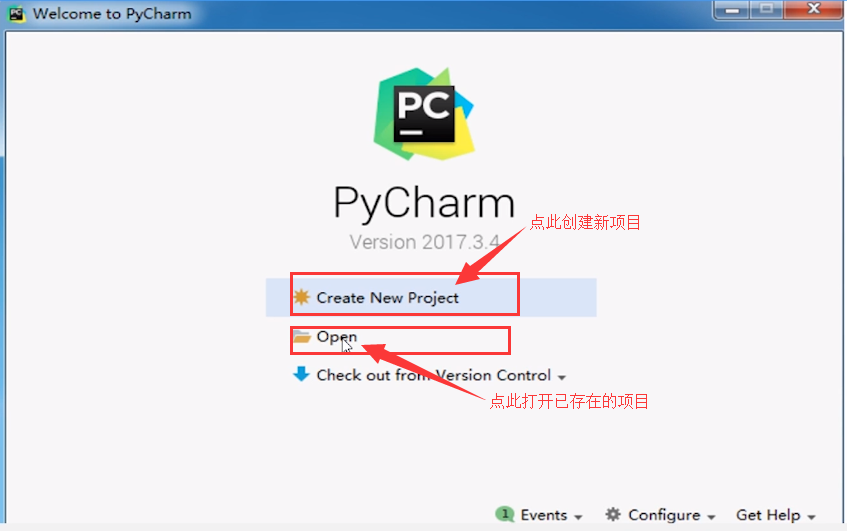 Welcome to PyCharm
PC
PyCharm
点此创建新项目
Version 2017.3.4
Create New Project
Open
Check out from Version Control
点此打开已存在的项目
1 Events
Configure
Get Help